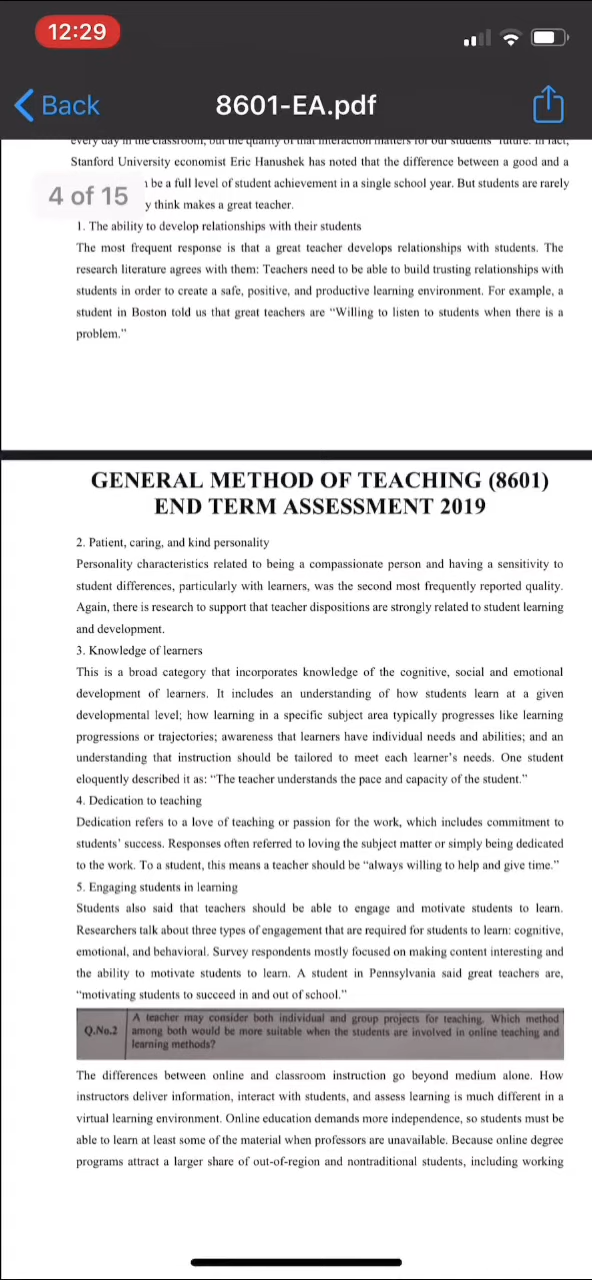 12:29
Back
8601-EA.pdf
every day in the classroom, but the quality of that interaction matters for our students' future. In fact,
Stanford University economist Eric Hanushek has noted that the difference between a good and a
be a full level of student achievement in a single school year. But students are rarely
4 of 15
y think makes a great teacher.
1. The ability to develop relationships with their students
The most frequent response is that a great teacher develops relationships with students. The
research literature agrees with them: Teachers need to be able to build trusting relationships with
students in order to create a safe, positive, and productive learning environment. For example, a
student in Boston told us that great teachers are "Willing to listen to students when there is a
problem."
GENERAL METHOD OF TEACHING (8601)
END TERM ASSESSMENT 2019
2. Patient, caring, and kind personality
Personality characteristics related to being a compassionate person and having a sensitivity to
student differences, particularly with learners, was the second most frequently reported quality.
Again, there is research to support that teacher dispositions are strongly related to student learning
and development.
3. Knowledge of learners
This is a broad category that incorporates knowledge of the cognitive, social and emotional
development of learners. It includes an understanding of how students learn at a given
developmental level; how learning in a specific subject area typically progresses like learning
progressions or trajectories; awareness that learners have individual needs and abilities; and an
understanding that instruction should be tailored to meet each learner's needs. One student
eloquently described it as: "The teacher understands the pace and capacity of the student."
4. Dedication to teaching
Dedication refers to a love of teaching or passion for the work, which includes commitment to
students' success. Responses often referred to loving the subject matter or simply being dedicated
to the work. To a student, this means a teacher should be "always willing to help and give time."
5. Engaging students in learning
Students also said that teachers should be able to engage and motivate students to learn.
Researchers talk about three types of engagement that are required for students to learn: cognitive,
emotional, and behavioral. Survey respondents mostly focused on making content interesting and
the ability to motivate students to learn. A student in Pennsylvania said great teachers are,
"motivating students to succeed in and out of school."
A teacher may consider both individual and group projects for teaching. Which method
Q.No.2 among both would be more suitable when the students are involved in online teaching and
learning methods?
The differences between online and classroom instruction go beyond medium alone. How
instructors deliver information, interact with students, and assess learning is much different in a
virtual learning environment. Online education demands more independence, so students must be
able to learn at least some of the material when professors are unavailable. Because online degree
programs attract a larger share of out-of-region and nontraditional students, including working